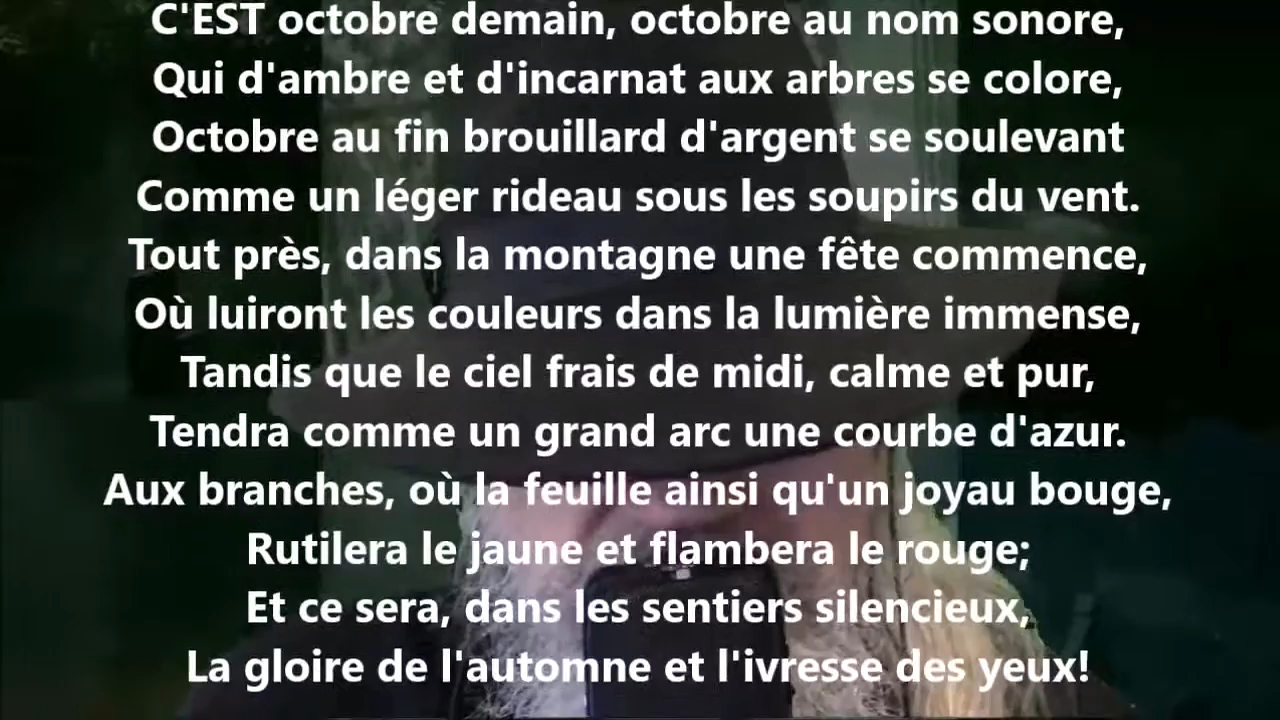 C'EST octobre demain, octobre au nom sonore,
Qui d'ambre et d'incarnat aux arbres se colore,
Octobre au fin brouillard d'argent se soulevant
Comme un léger rideau sous les soupirs du vent.
Tout près, dans la montagne une fête commence,
Où luiront les couleurs dans la lumière immense,
Tandis que le ciel frais de midi, calme et pur,
Tendra comme un grand arc une courbe d'azur.
Aux branches, où la feuille ainsi qu'un joyau bouge,
Rutilera le jaune et flambera le rouge;
Et ce sera, dans les sentiers silencieux,
La gloire de l'automne et l'ivresse des yeux!